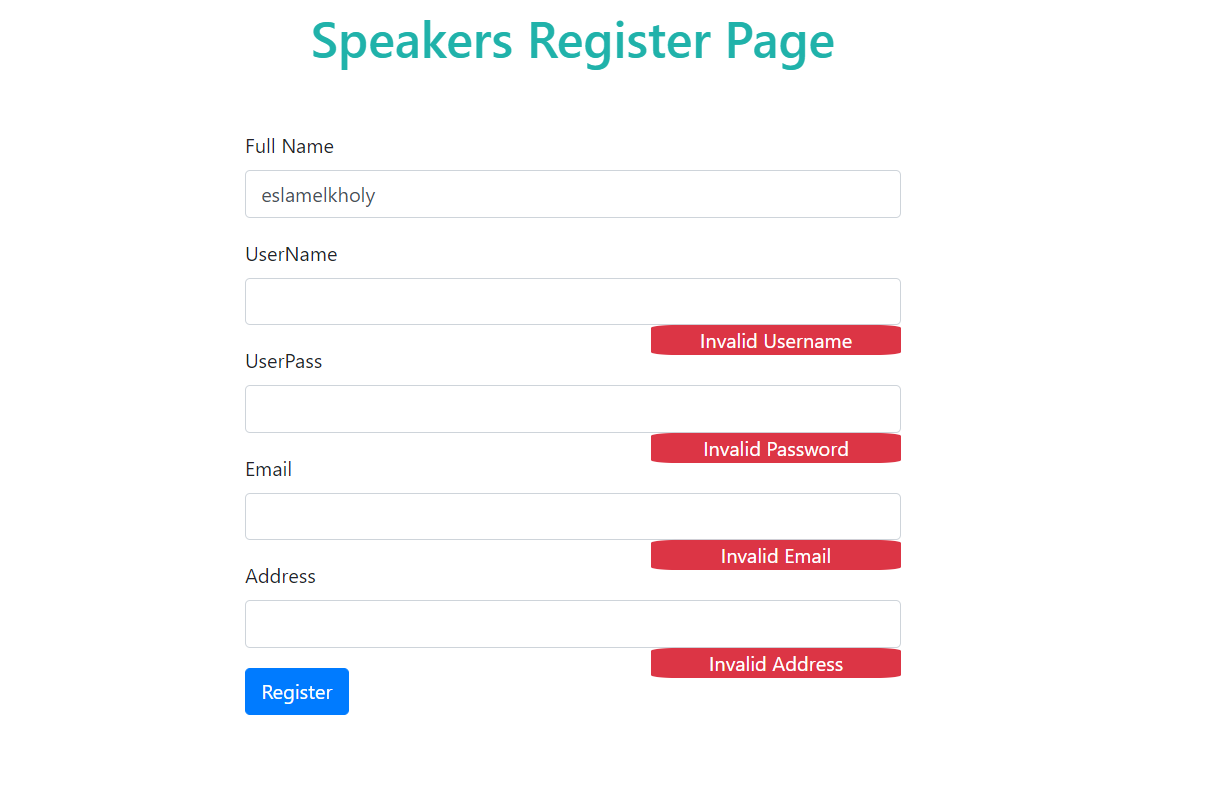 Speakers Register Page
Full Name
eslamelkholy
UserName
Invalid Username
UserPass
Invalid Password
Email
Invalid Email
Address
Invalid Address
Register